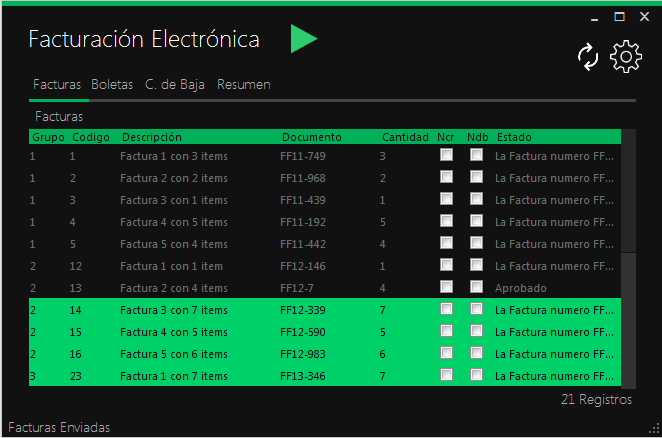 Facturación Electrónica
Facturas Boletas C. de Baja Resumen
Facturas
Grupo Codigo Descripción Documento Cantidad Ncr Ndb Estado
1 1 Factura 1 con 3 items FF11-749 3 La Factura numero FF...
1 2 Factura 2 con 2 items FF11-968 2 La Factura numero FF...
1 3 Factura 3 con 1 items FF11-439 1 La Factura numero FF...
1 4 Factura 4 con 5 items FF11-192 5 La Factura numero FF...
1 5 Factura 5 con 4 items FF11-442 4 La Factura numero FF...
2 12 Factura 1 con 1 item FF12-146 1 La Factura numero FF...
2 13 Factura 2 con 4 items FF12-7 4 Aprobado
2 14 Factura 3 con 7 items FF12-339 7 La Factura numero FF...
2 15 Factura 4 con 5 items FF12-590 5 La Factura numero FF...
2 16 Factura 5 con 6 items FF12-983 6 La Factura numero FF...
3 23 Factura 1 con 7 items FF13-346 7 La Factura numero FF...
21 Registros
Facturas Enviadas